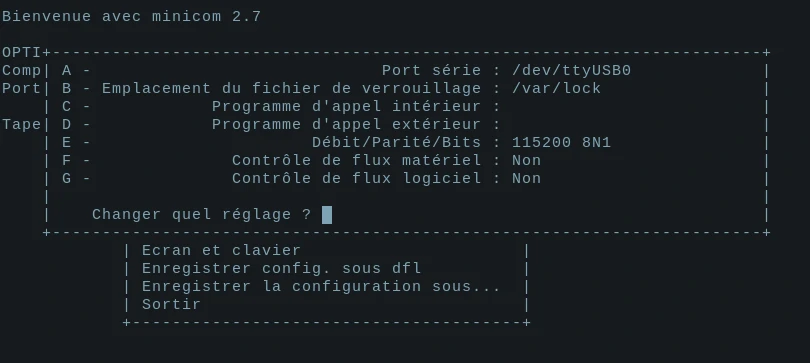 Bienvenue avec minicom 2.7
OPTI+-----------------------------------------------------------------------+
Comp| A -                             Port série : /dev/ttyUSB0             |
Port| B - Emplacement du fichier de verrouillage : /var/lock                |
    | C -            Programme d'appel intérieur :                          |
Tape| D -            Programme d'appel extérieur :                          |
    | E -                      Débit/Parité/Bits : 115200 8N1               |
    | F -              Contrôle de flux matériel : Non                      |
    | G -              Contrôle de flux logiciel : Non                      |
    |                                                                       |
    |    Changer quel réglage ?                                             |
    +-----------------------------------------------------------------------+
            | Ecran et clavier                      |
            | Enregistrer config. sous dfl          |
            | Enregistrer la configuration sous...  |
            | Sortir                                |
            +---------------------------------------+